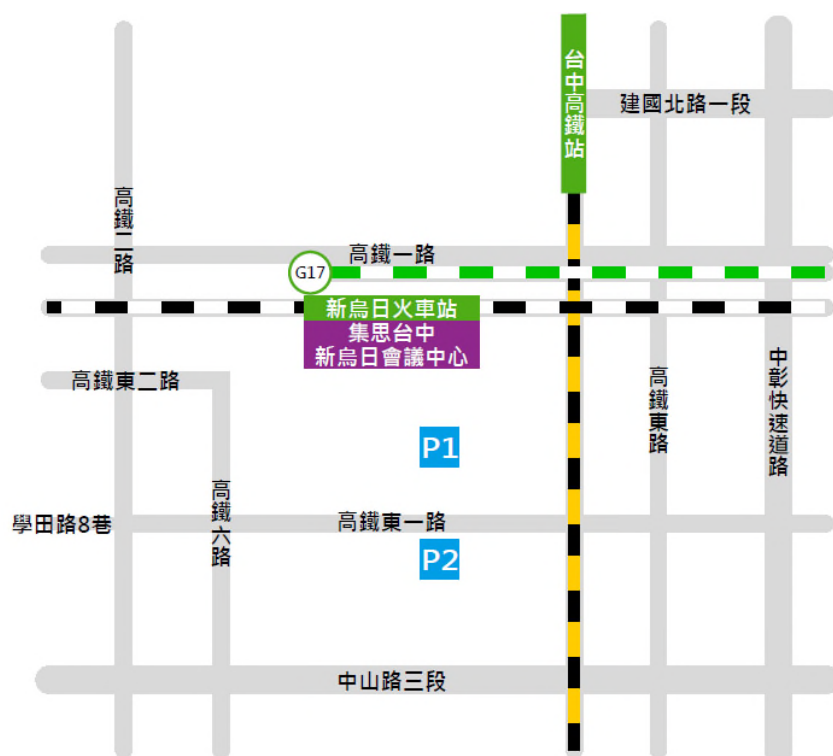 台中高鐵站
建國北路一段
高鐵二路
高鐵一路
G17
新烏日火車站
集思台中
新烏日會議中心
高鐵東二路
高鐵東路
中彰快速道路
P1
高鐵六路
學田路8巷
高鐵東一路
P2
中山路三段